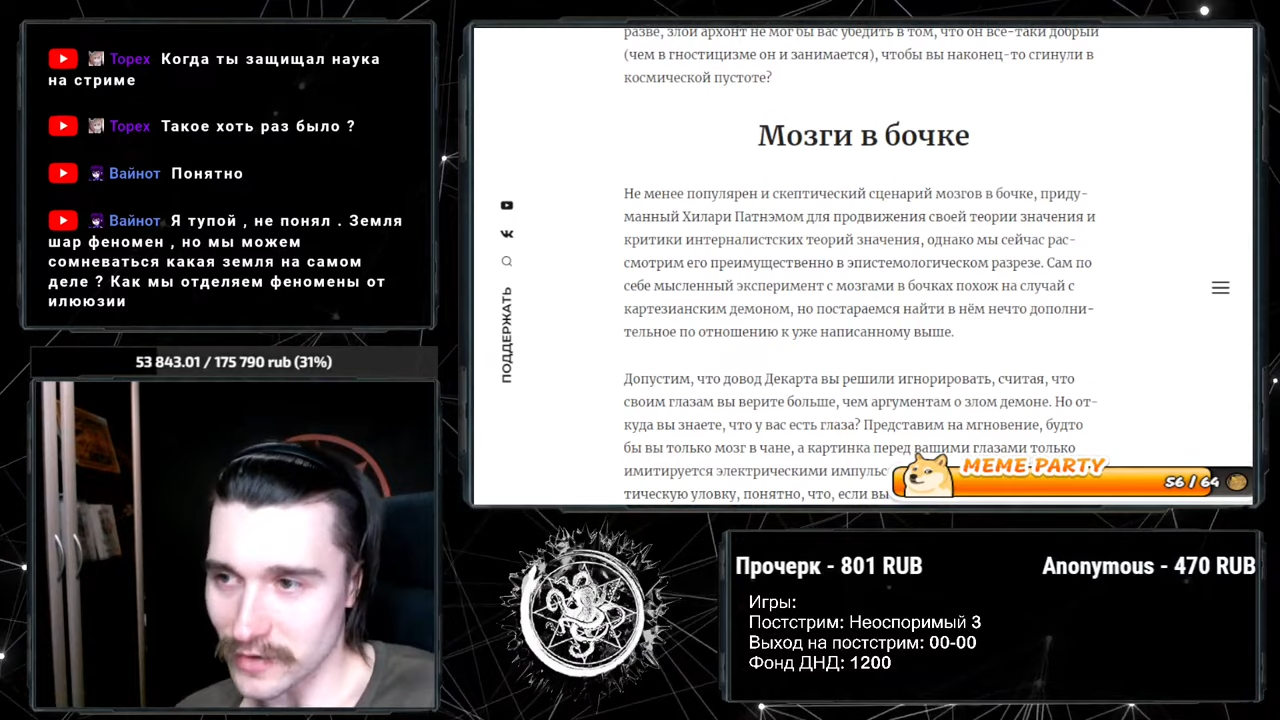 Торех Когда ты защищал наука
на стриме
Торех Такое хоть раз было ?
Вайнот Понятно
Вайнот Я тупой , не понял . Земля
шар феномен , но мы можем
сомневаться какая земля на самом
деле ? Как мы отделяем феномены от
илююзии
53 843.01 / 175 790 rub (31%)
разве, злой архонт не мог бы вас убедить в том, что он все-таки добрый
(чем в гностицизме он и занимается), чтобы вы наконец-то сгинули в
космической пустоте?
Мозги в бочке
Не менее популярен и скептический сценарий мозгов в бочке, приду-
манный Хилари Патнэмом для продвижения своей теории значения и
критики интерналистских теорий значения, однако мы сейчас рас-
смотрим его преимущественно в эпистемологическом разрезе. Сам по
себе мысленный эксперимент с мозгами в бочках похож на случай с
картезианским демоном, но постараемся найти в нём нечто дополни-
тельное по отношению к уже написанному выше.
Допустим, что довод Декарта вы решили игнорировать, считая, что
своим глазам вы верите больше, чем аргументам о злом демоне. Но от-
куда вы знаете, что у вас есть глаза? Представим на мгновение, будто
бы вы только мозг в чане, а картинка перед вашими глазами только
имитируется электрическими импульс
тическую уловку, понятно, что, если вы
ПОДДЕРЖАТЬ
MEME PARTY
56 / 64
Прочерк - 801 RUB
Anonymous - 470 RUB
Игры:
Постстрим: Неоспоримый 3
Выход на постстрим: 00-00
Фонд ДНД: 1200